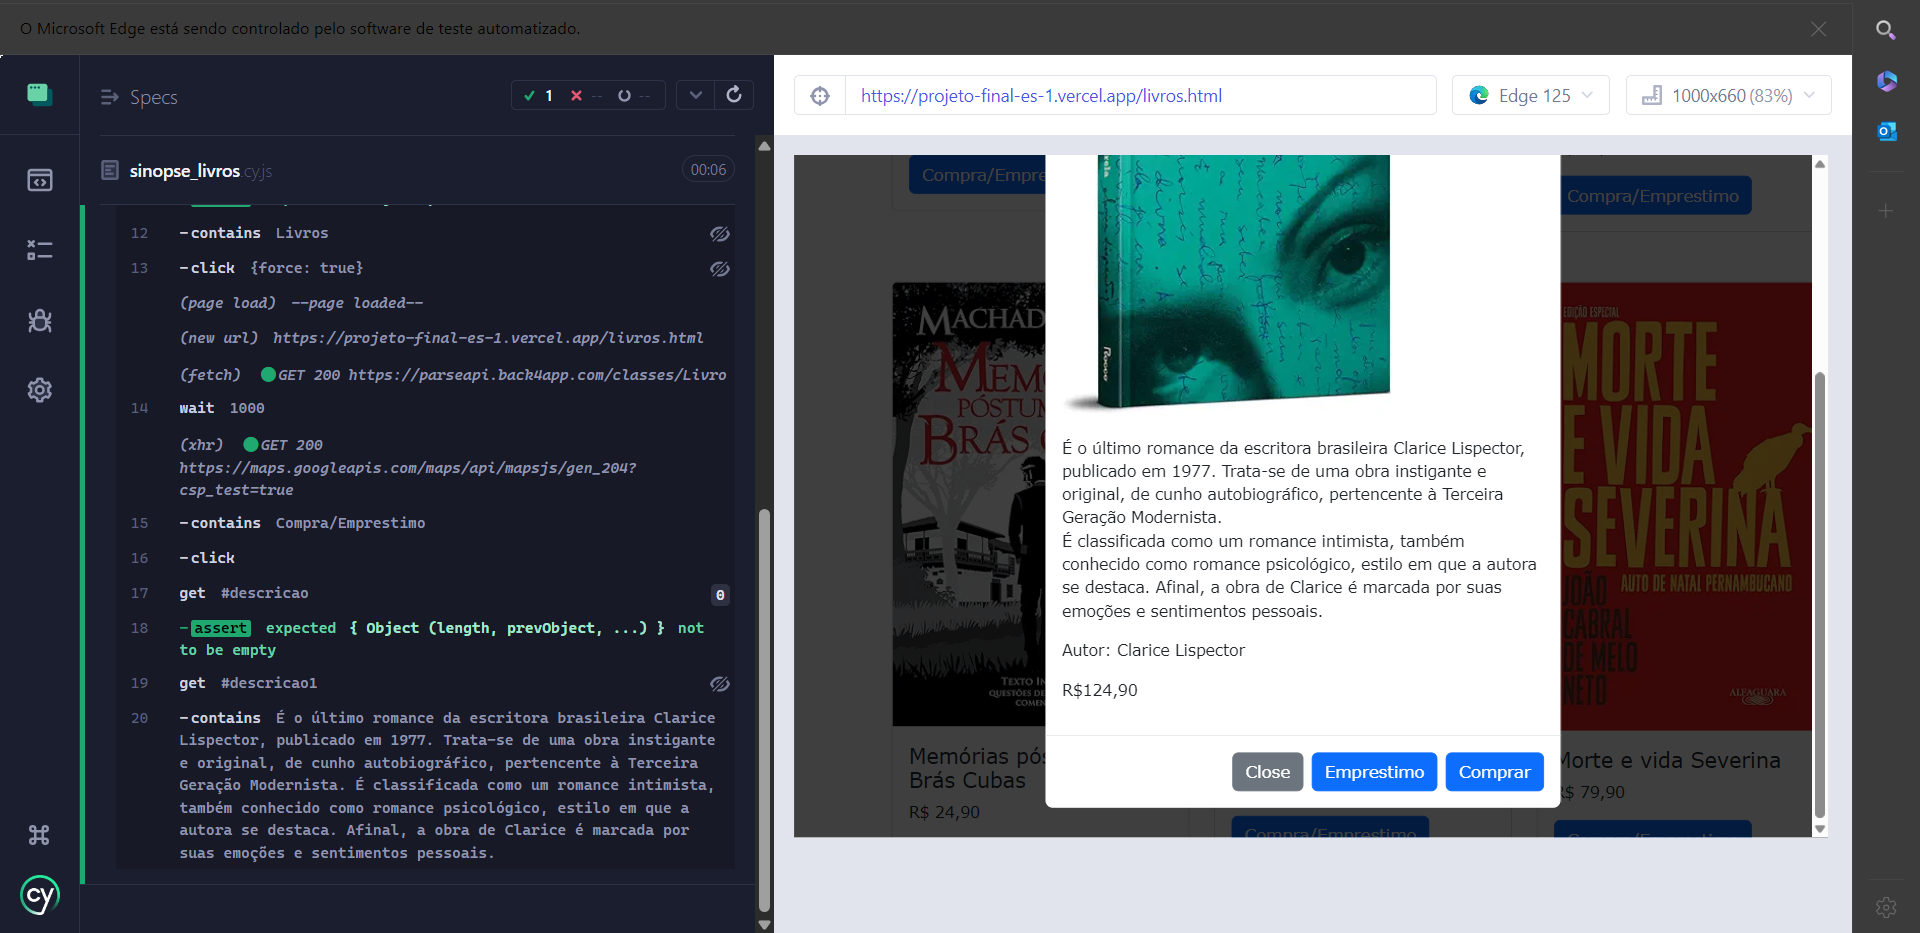 O Microsoft Edge está sendo controlado pelo software de teste automatizado.
Specs
1
--
--
sinopse_livros.cy.js
00:06
12 -contains Livros
13 -click {force: true}
(page load) --page loaded--
(new url) https://projeto-final-es-1.vercel.app/livros.html
(fetch) GET 200 https://parseapi.back4app.com/classes/Livro
14 wait 1000
(xhr) GET 200
https://maps.googleapis.com/maps/api/mapsjs/gen_204?
csp_test=true
15 -contains Compra/Emprestimo
16 -click
17 get #descricao 0
18 -assert expected { Object (length, prevObject, ...) } not
to be empty
19 get #descricao1
20 -contains É o último romance da escritora brasileira Clarice
Lispector, publicado em 1977. Trata-se de uma obra instigante
e original, de cunho autobiográfico, pertencente à Terceira
Geração Modernista. É classificada como um romance intimista,
também conhecido como romance psicológico, estilo em que a
autora se destaca. Afinal, a obra de Clarice é marcada por
suas emoções e sentimentos pessoais.
cy
https://projeto-final-es-1.vercel.app/livros.html
Edge 125
1000x660 (83%)
Compra/Empre
Compra/Emprestimo
Rocco
É o último romance da escritora brasileira Clarice Lispector,
publicado em 1977. Trata-se de uma obra instigante e
original, de cunho autobiográfico, pertencente à Terceira
Geração Modernista.
É classificada como um romance intimista, também
conhecido como romance psicológico, estilo em que a autora
se destaca. Afinal, a obra de Clarice é marcada por suas
emoções e sentimentos pessoais.
Autor: Clarice Lispector
R$124,90
Close
Emprestimo
Comprar
MACHAD
MEM
PÓSTUM
BRÁS
TEXTO IN
QUESTÕES DE
COMEN
Memórias pós
Brás Cubas
R$ 24,90
Compra/Emprestimo
EDIÇÃO ESPECIAL
MORTE
E VIDA
SEVERINA
AUTO DE NATAL PERNAMBUCANO
JOÃO
CABRAL
DE MELO
NETO
ALFAGUARA
Morte e vida Severina
R$ 79,90
Compra/Emprestimo